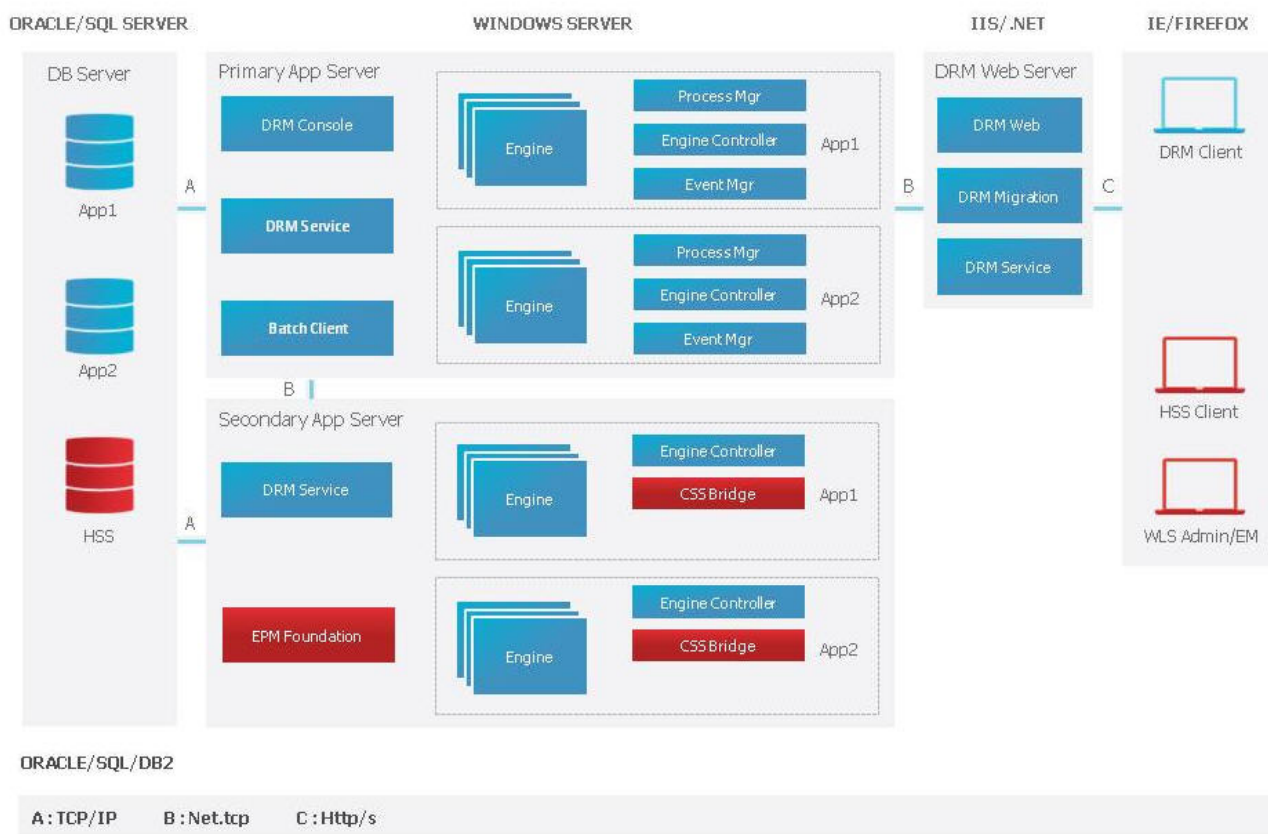 ORACLE/SQL SERVER
WINDOWS SERVER
IIS/.NET
IE/FIREFOX
DB Server
App1
App2
HSS
A
A
Primary App Server
DRM Console
DRM Service
Batch Client
Engine
Process Mgr
Engine Controller
Event Mgr
App1
Engine
Process Mgr
Engine Controller
Event Mgr
App2
B
Secondary App Server
DRM Service
EPM Foundation
Engine
Engine Controller
CSS Bridge
App1
Engine
Engine Controller
CSS Bridge
App2
B
DRM Web Server
DRM Web
DRM Migration
DRM Service
C
DRM Client
HSS Client
WLS Admin/EM
ORACLE/SQL/DB2
A : TCP/IP B : Net.tcp C : Http/s